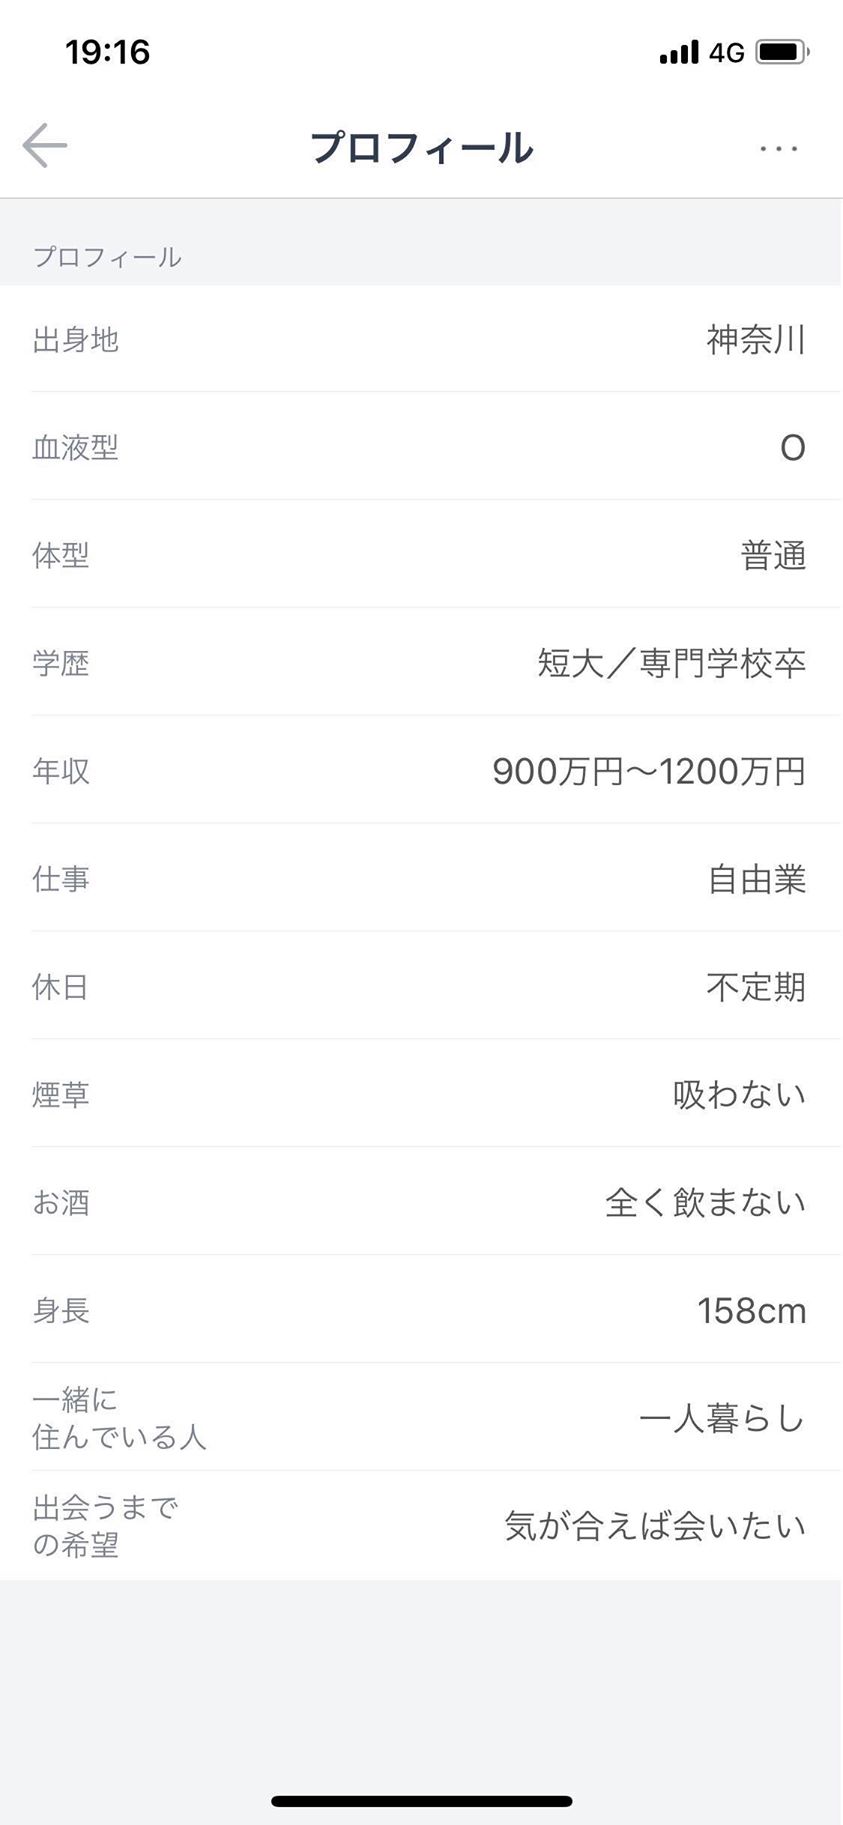 19:16
4G
プロフィール
プロフィール
出身地
神奈川
血液型
O
体型
普通
学歴
短大／専門学校卒
年収
900万円〜1200万円
仕事
自由業
休日
不定期
煙草
吸わない
お酒
全く飲まない
身長
158cm
一緒に
住んでいる人
一人暮らし
出会うまで
の希望
気が合えば会いたい